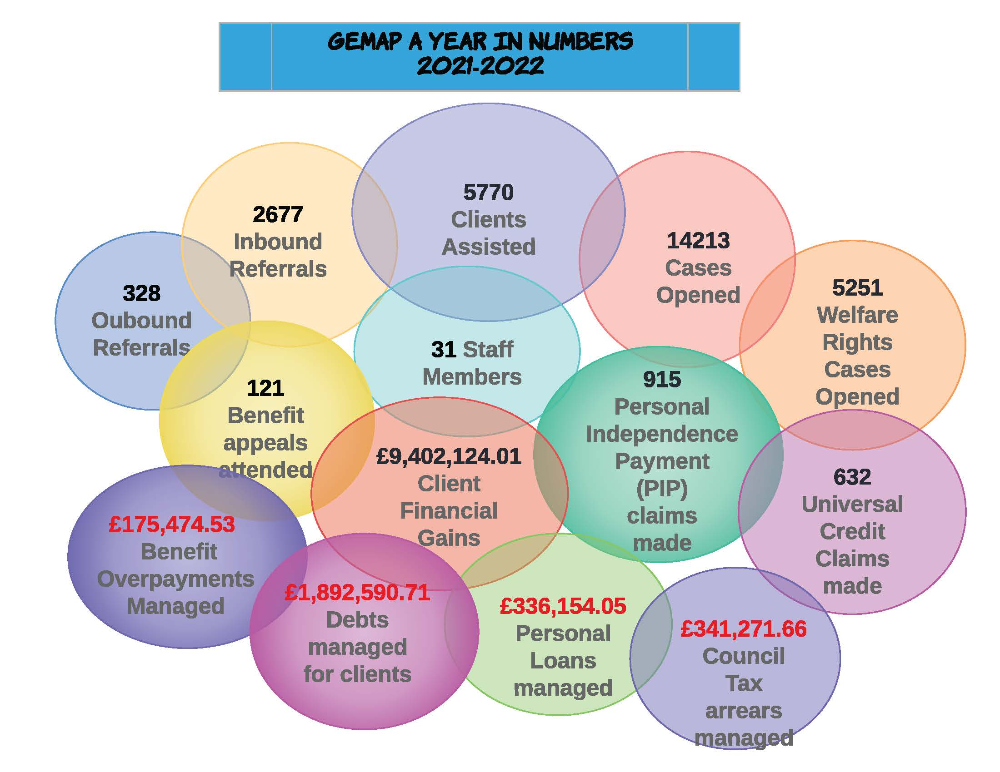 GEMAP A YEAR IN NUMBERS
2021-2022
5770
Clients
Assisted
2677
Inbound
Referrals
14213
Cases
Opened
328
Oubound
Referrals
5251
Welfare
Rights
Cases
Opened
31 Staff
Members
121
Benefit
appeals
attended
915
Personal
Independence
Payment
(PIP)
claims
made
£9,402,124.01
Client
Financial
Gains
632
Universal
Credit
Claims
made
£175,474.53
Benefit
Overpayments
Managed
£1,892,590.71
Debts
managed
for clients
£336,154.05
Personal
Loans
managed
£341,271.66
Council
Tax
arrears
managed